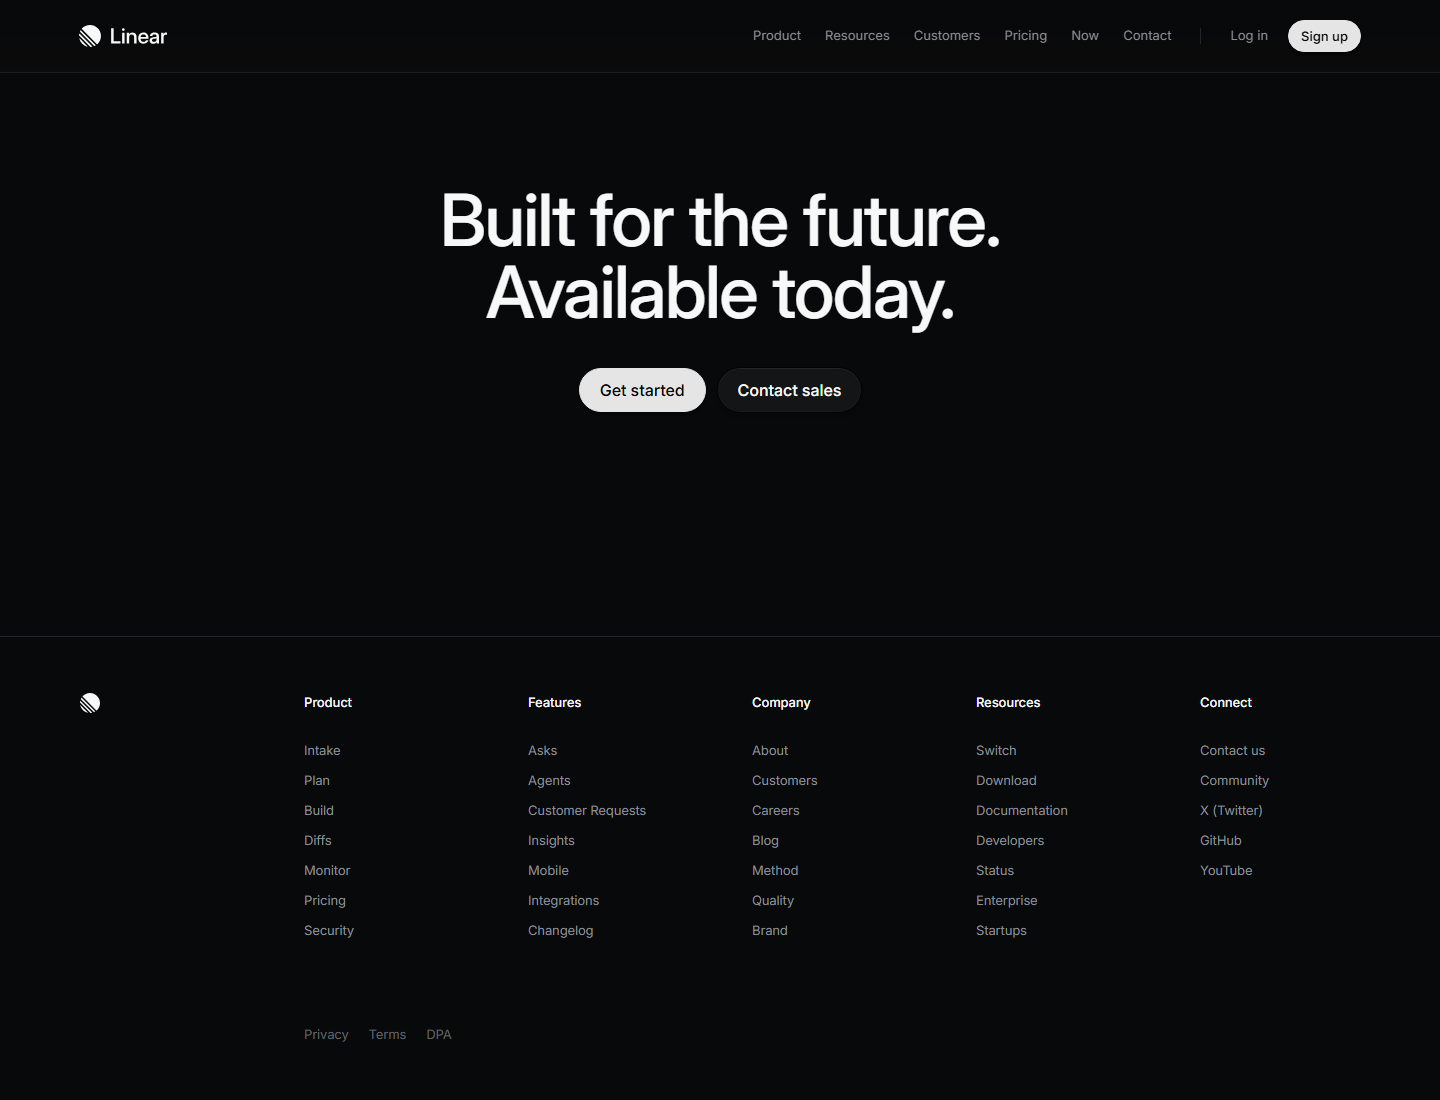 Linear
Product Resources Customers Pricing Now Contact Log in Sign up
Built for the future.
Available today.
Get started Contact sales
Product
Intake
Plan
Build
Diffs
Monitor
Pricing
Security
Features
Asks
Agents
Customer Requests
Insights
Mobile
Integrations
Changelog
Company
About
Customers
Careers
Blog
Method
Quality
Brand
Resources
Switch
Download
Documentation
Developers
Status
Enterprise
Startups
Connect
Contact us
Community
X (Twitter)
GitHub
YouTube
Privacy Terms DPA